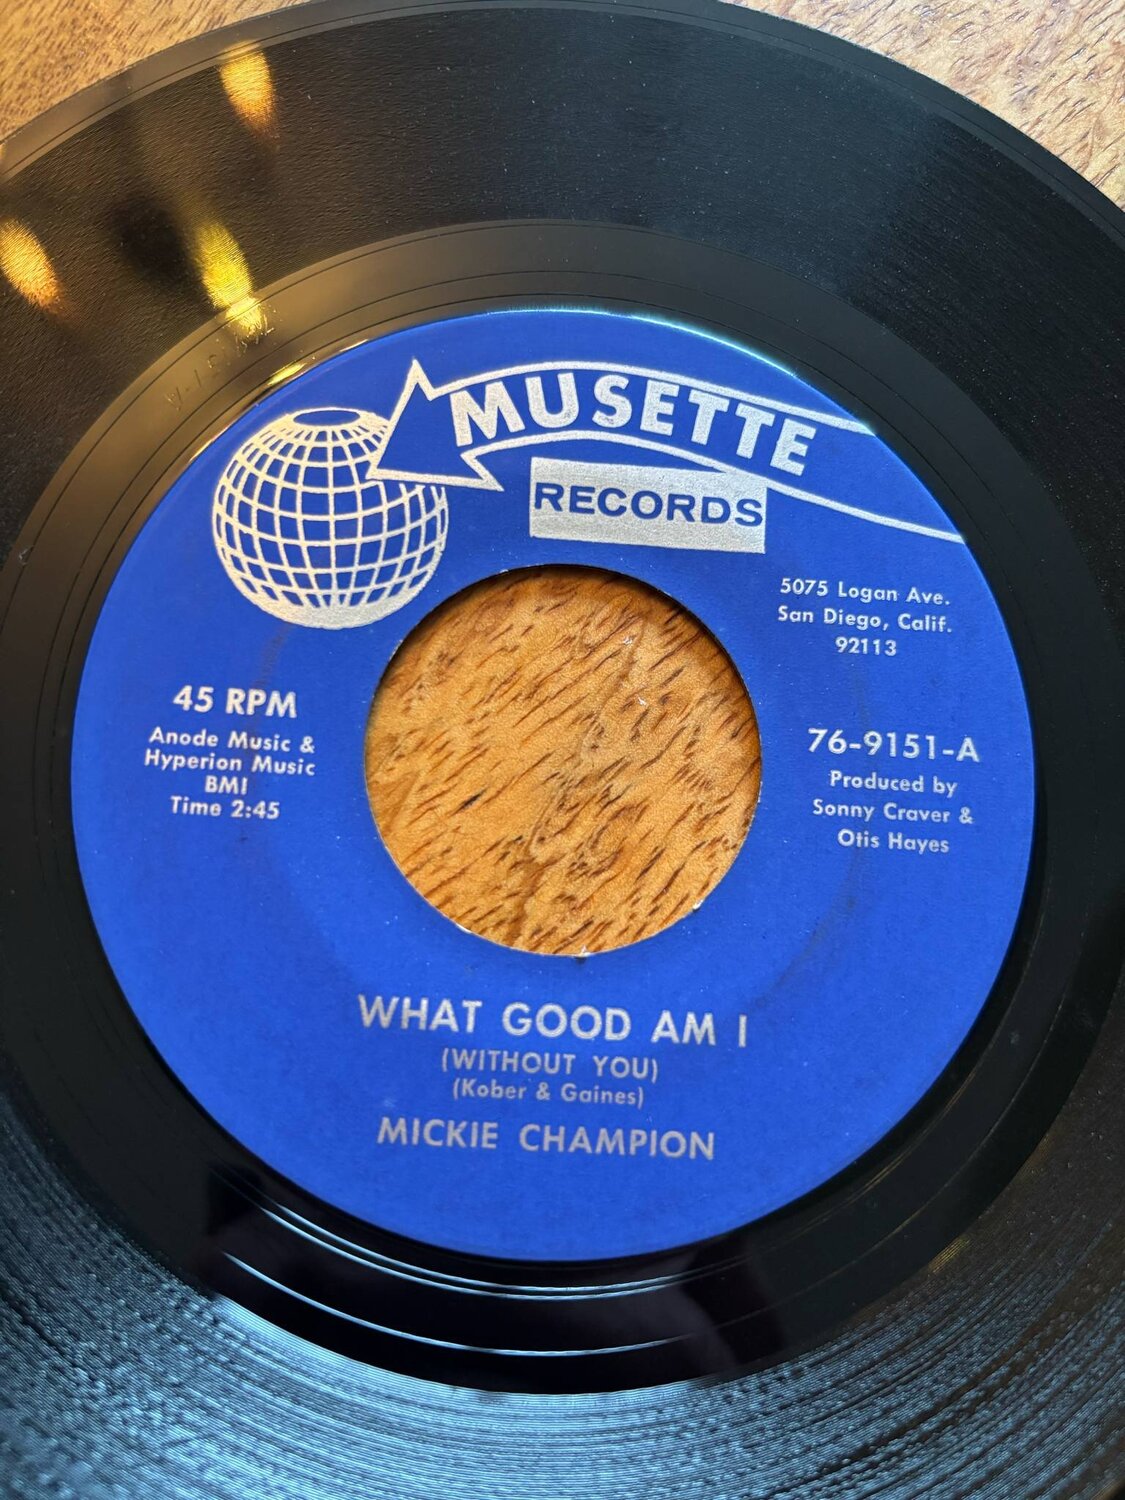 MUSETTE
RECORDS
5075 Logan Ave.
San Diego, Calif.
92113
45 RPM
Anode Music &
Hyperion Music
BMI
Time 2:45
76-9151-A
Produced by
Sonny Craver &
Otis Hayes
WHAT GOOD AM I
(WITHOUT YOU)
(Kober & Gaines)
MICKIE CHAMPION